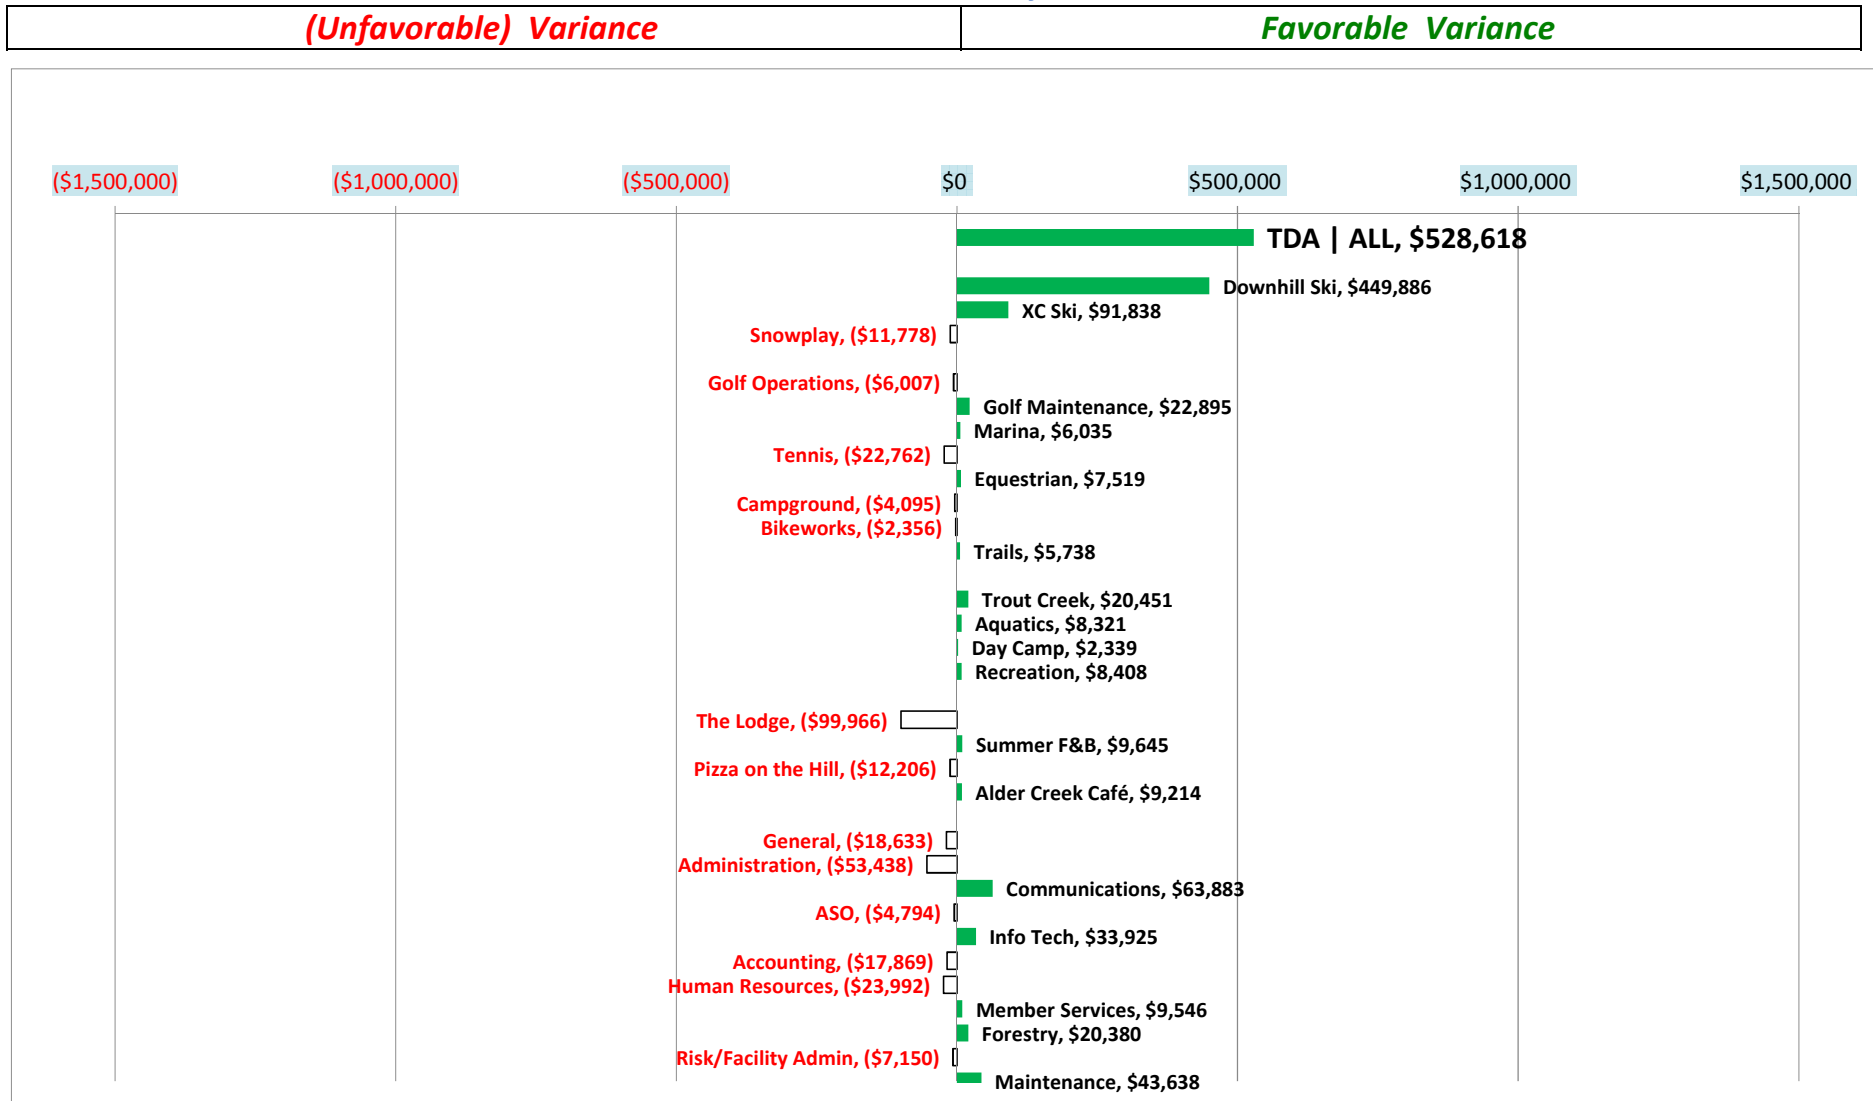 (Unfavorable) Variance
Favorable Variance
($1,500,000)
($1,000,000)
($500,000)
$0
$500,000
$1,000,000
$1,500,000
TDA | ALL, $528,618
Downhill Ski, $449,886
XC Ski, $91,838
Snowplay, ($11,778)
Golf Operations, ($6,007)
Golf Maintenance, $22,895
Marina, $6,035
Tennis, ($22,762)
Equestrian, $7,519
Campground, ($4,095)
Bikeworks, ($2,356)
Trails, $5,738
Trout Creek, $20,451
Aquatics, $8,321
Day Camp, $2,339
Recreation, $8,408
The Lodge, ($99,966)
Summer F&B, $9,645
Pizza on the Hill, ($12,206)
Alder Creek Café, $9,214
General, ($18,633)
Administration, ($53,438)
Communications, $63,883
ASO, ($4,794)
Info Tech, $33,925
Accounting, ($17,869)
Human Resources, ($23,992)
Member Services, $9,546
Forestry, $20,380
Risk/Facility Admin, ($7,150)
Maintenance, $43,638